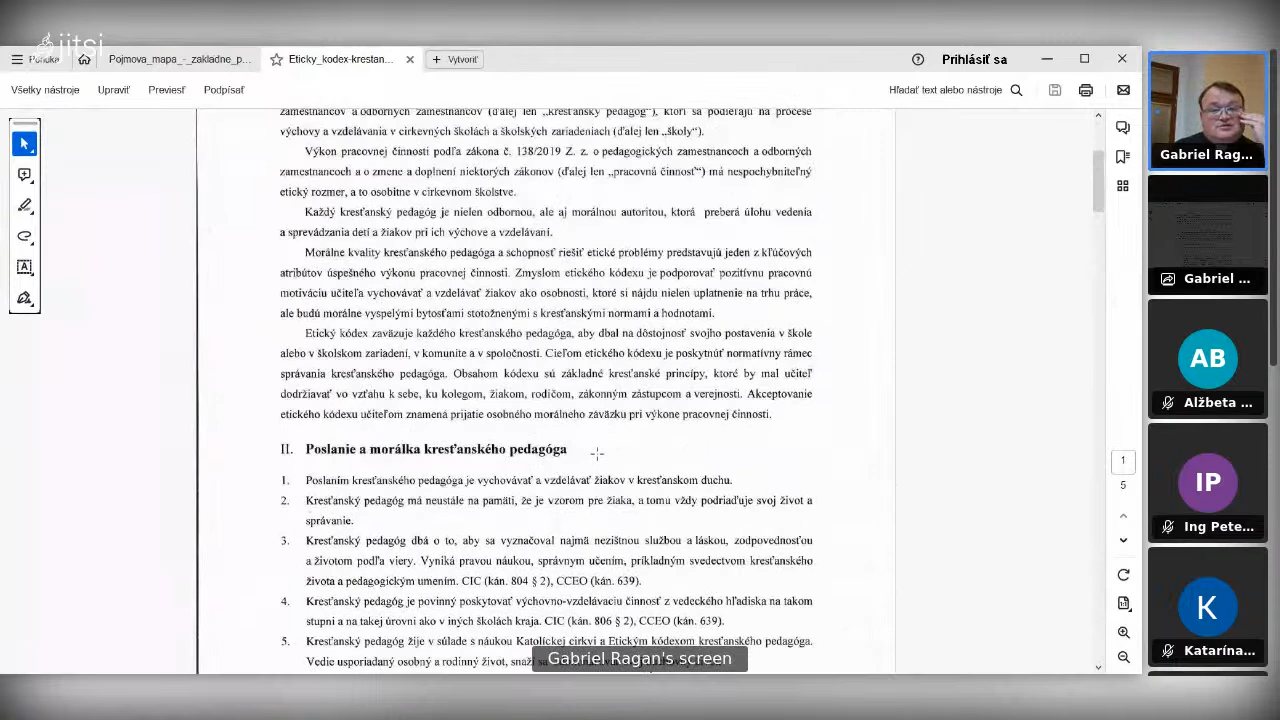 jitsi
Ponuka
Pojmova_mapa_-_zakladne_p...
Eticky_kodex-krestan...
Vytvoriť
Prihlásiť sa
Všetky nástroje
Upraviť
Previesť
Podpísať
Hľadať text alebo nástroje
zamestnancov a odborných zamestnancov (ďalej len „kresťanský pedagóg“), ktorí sa podieľajú na procese
výchovy a vzdelávania v cirkevných školách a školských zariadeniach (ďalej len „školy“).
Výkon pracovnej činnosti podľa zákona č. 138/2019 Z. z. o pedagogických zamestnancoch a odborných
zamestnancoch a o zmene a doplnení niektorých zákonov (ďalej len „pracovná činnosť“) má nespochybniteľný
etický rozmer, a to osobitne v cirkevnom školstve.
Každý kresťanský pedagóg je nielen odbornou, ale aj morálnou autoritou, ktorá preberá úlohu vedenia
a sprevádzania detí a žiakov pri ich výchove a vzdelávaní.
Morálne kvality kresťanského pedagóga a schopnosť riešiť etické problémy predstavujú jeden z kľúčových
atribútov úspešného výkonu pracovnej činnosti. Zmyslom etického kódexu je podporovať pozitívnu pracovnú
motiváciu učiteľa vychovávať a vzdelávať žiakov ako osobnosti, ktoré si nájdu nielen uplatnenie na trhu práce,
ale budú morálne vyspelými bytosťami stotožnenými s kresťanskými normami a hodnotami.
Etický kódex zaväzuje každého kresťanského pedagóga, aby dbal na dôstojnosť svojho postavenia v škole
alebo v školskom zariadení, v komunite a v spoločnosti. Cieľom etického kódexu je poskytnúť normatívny rámec
správania kresťanského pedagóga. Obsahom kódexu sú základné kresťanské princípy, ktoré by mal učiteľ
dodržiavať vo vzťahu k sebe, ku kolegom, žiakom, rodičom, zákonným zástupcom a verejnosti. Akceptovanie
etického kódexu učiteľom znamená prijatie osobného morálneho záväzku pri výkone pracovnej činnosti.
II. Poslanie a morálka kresťanského pedagóga
1. Poslaním kresťanského pedagóga je vychovávať a vzdelávať žiakov v kresťanskom duchu.
2. Kresťanský pedagóg má neustále na pamäti, že je vzorom pre žiaka, a tomu vždy podriaďuje svoj život a
správanie.
3. Kresťanský pedagóg dbá o to, aby sa vyznačoval najmä nezištnou službou a láskou, zodpovednosťou
a životom podľa viery. Vyniká pravou náukou, správnym učením, príkladným svedectvom kresťanského
života a pedagogickým umením. CIC (kán. 804 § 2), CCEO (kán. 639).
4. Kresťanský pedagóg je povinný poskytovať výchovno-vzdelávaciu činnosť z vedeckého hľadiska na takom
stupni a na takej úrovni ako v iných školách kraja. CIC (kán. 806 § 2), CCEO (kán. 639).
5. Kresťanský pedagóg žije v súlade s náukou Katolíckej cirkvi a Etickým kódexom kresťanského pedagóga.
Vedie usporiadaný osobný a rodinný život, snaží
Gabriel Ragan's screen
1
5
Gabriel Rag...
Gabriel ...
AB
Alžbeta ...
IP
Ing Pete...
K
Katarína...